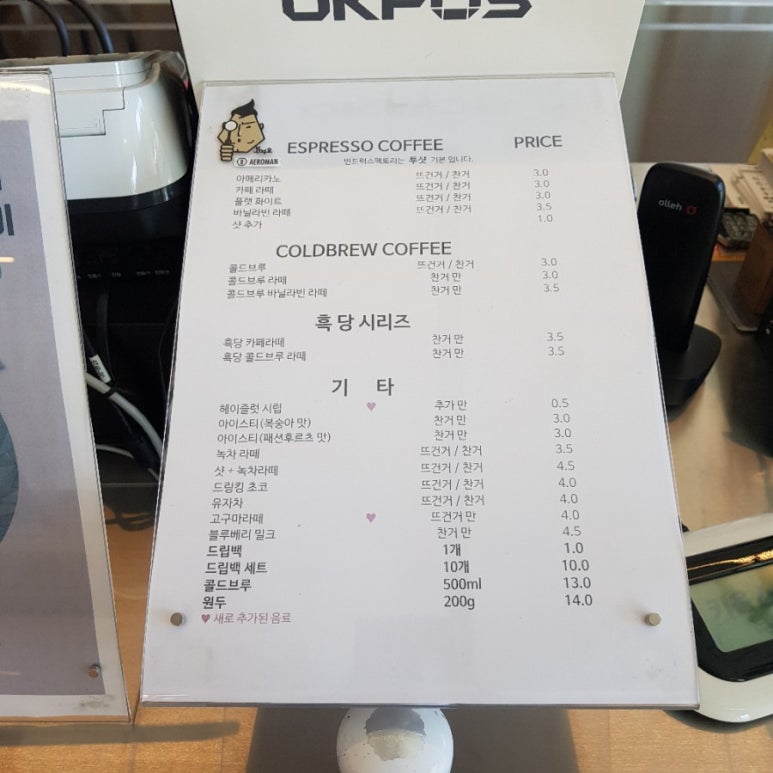 OKPOS
ESPRESSO COFFEE PRICE
AEROMAN 빈드럭스팩토리는 투샷 기본 입니다.
아메리카노 뜨건거 / 찬거 3.0
카페 라떼 뜨건거 / 찬거 3.0
플랫 화이트 뜨건거 / 찬거 3.0
바닐라빈 라떼 뜨건거 / 찬거 3.5
샷 추가 1.0
COLDBREW COFFEE
콜드브루 뜨건거 / 찬거 3.0
콜드브루 라떼 찬거 만 3.0
콜드브루 바닐라빈 라떼 찬거 만 3.5
흑 당 시리즈
흑당 카페라떼 찬거 만 3.5
흑당 콜드브루 라떼 찬거 만 3.5
기 타
헤이즐럿 시럽 ♥ 추가 만 0.5
아이스티(복숭아 맛) 찬거 만 3.0
아이스티(패션후르츠 맛) 찬거 만 3.0
녹차 라떼 뜨건거 / 찬거 3.5
샷 + 녹차라떼 뜨건거 / 찬거 4.5
드링킹 초코 뜨건거 / 찬거 4.0
유자차 뜨건거 / 찬거 4.0
고구마라떼 ♥ 뜨건거 만 4.0
블루베리 밀크 찬거 만 4.5
드립백 1개 1.0
드립백 세트 10개 10.0
콜드브루 500ml 13.0
원두 200g 14.0
♥ 새로 추가된 음료
olleh